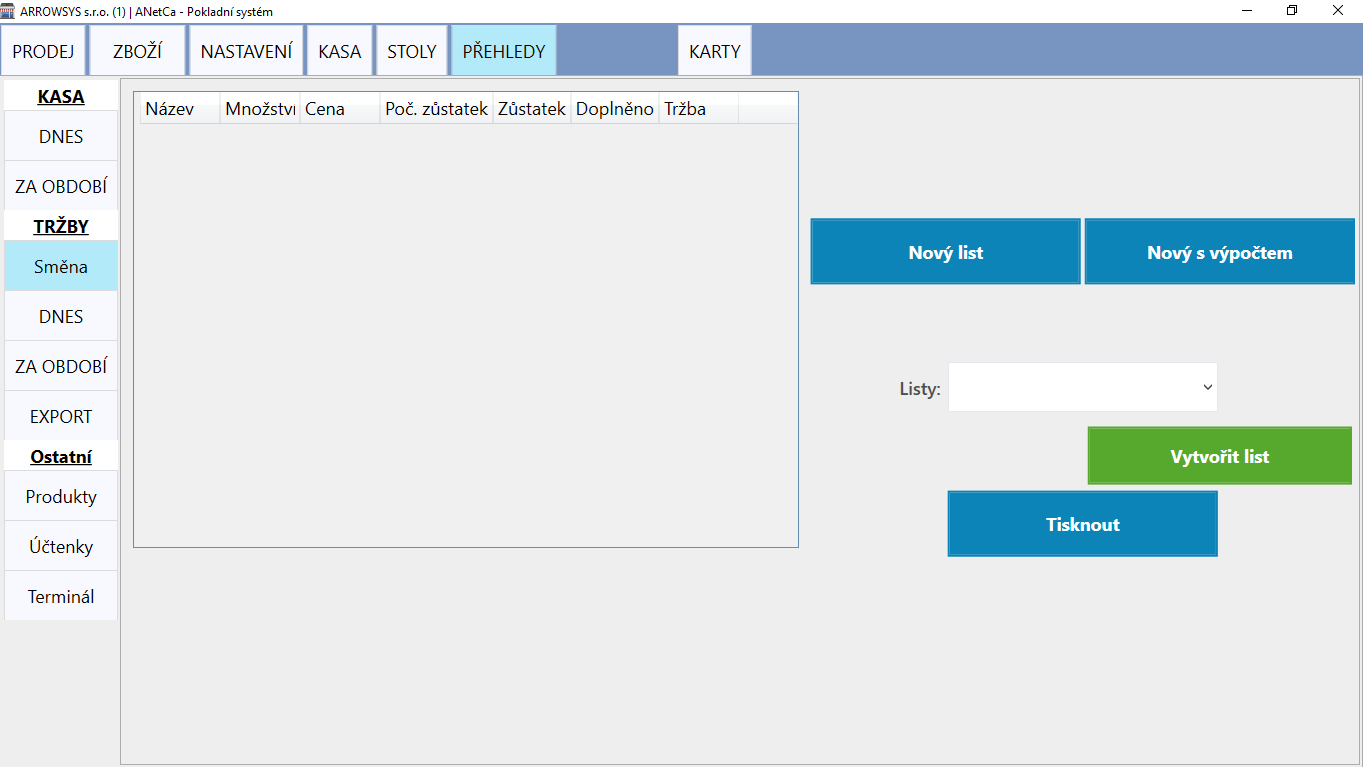 ARROWSYS s.r.o. (1) | ANetCa - Pokladní systém
PRODEJ ZBOŽÍ NASTAVENÍ KASA STOLY PŘEHLEDY KARTY
KASA
DNES
ZA OBDOBÍ
TRŽBY
Směna
DNES
ZA OBDOBÍ
EXPORT
Ostatní
Produkty
Účtenky
Terminál
Název Množství Cena Poč. zůstatek Zůstatek Doplněno Tržba
Nový list Nový s výpočtem
Listy:
Vytvořit list
Tisknout